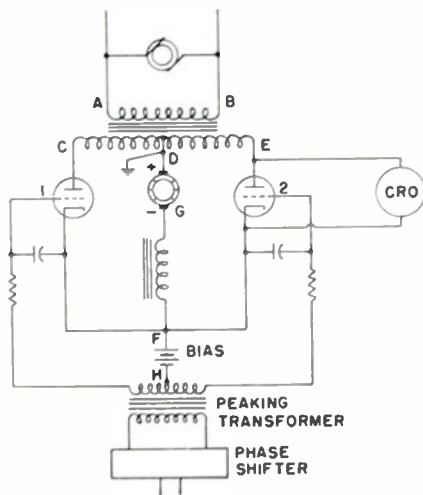 A B
C E
D
+
1 2
- G
CRO
F
BIAS
H
PEAKING
TRANSFORMER
PHASE
SHIFTER